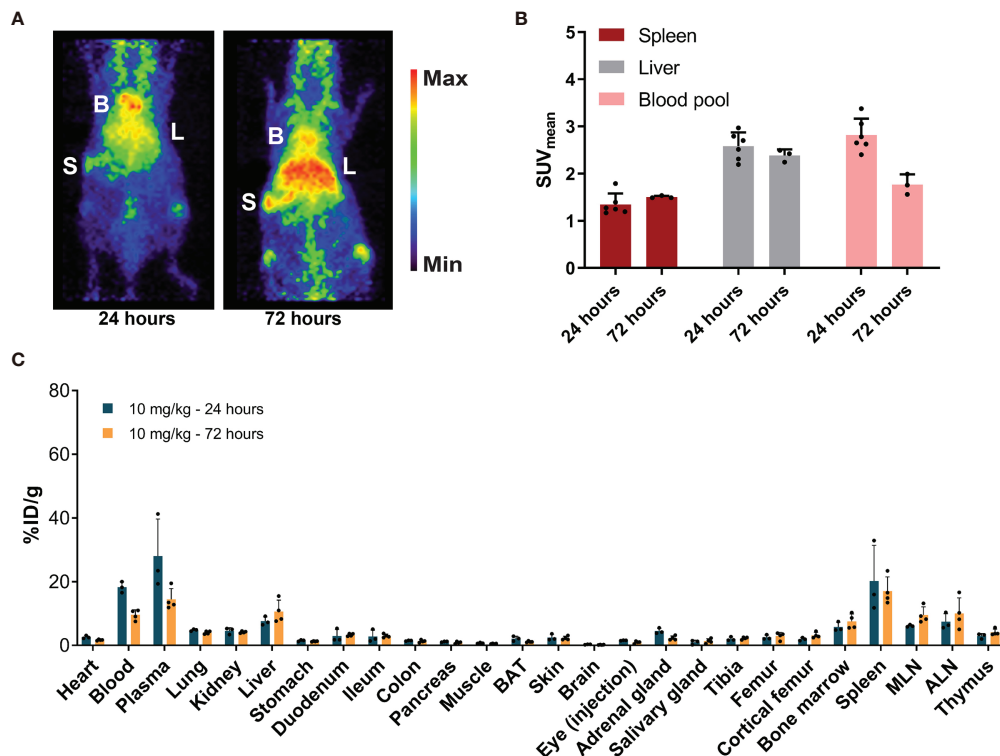 A
B
L
S
24 hours
B
L
S
72 hours
Max
Min
B
SUVmean
5
4
3
2
1
0
Spleen
Liver
Blood pool
24 hours
72 hours
24 hours
72 hours
24 hours
72 hours
C
%ID/g
80
60
40
20
0
10 mg/kg - 24 hours
10 mg/kg - 72 hours
Heart
Blood
Plasma
Lung
Kidney
Liver
Stomach
Duodenum
Ileum
Colon
Pancreas
Muscle
BAT
Skin
Brain
Eye (injection)
Adrenal gland
Salivary gland
Tibia
Femur
Cortical femur
Bone marrow
Spleen
MLN
ALN
Thymus